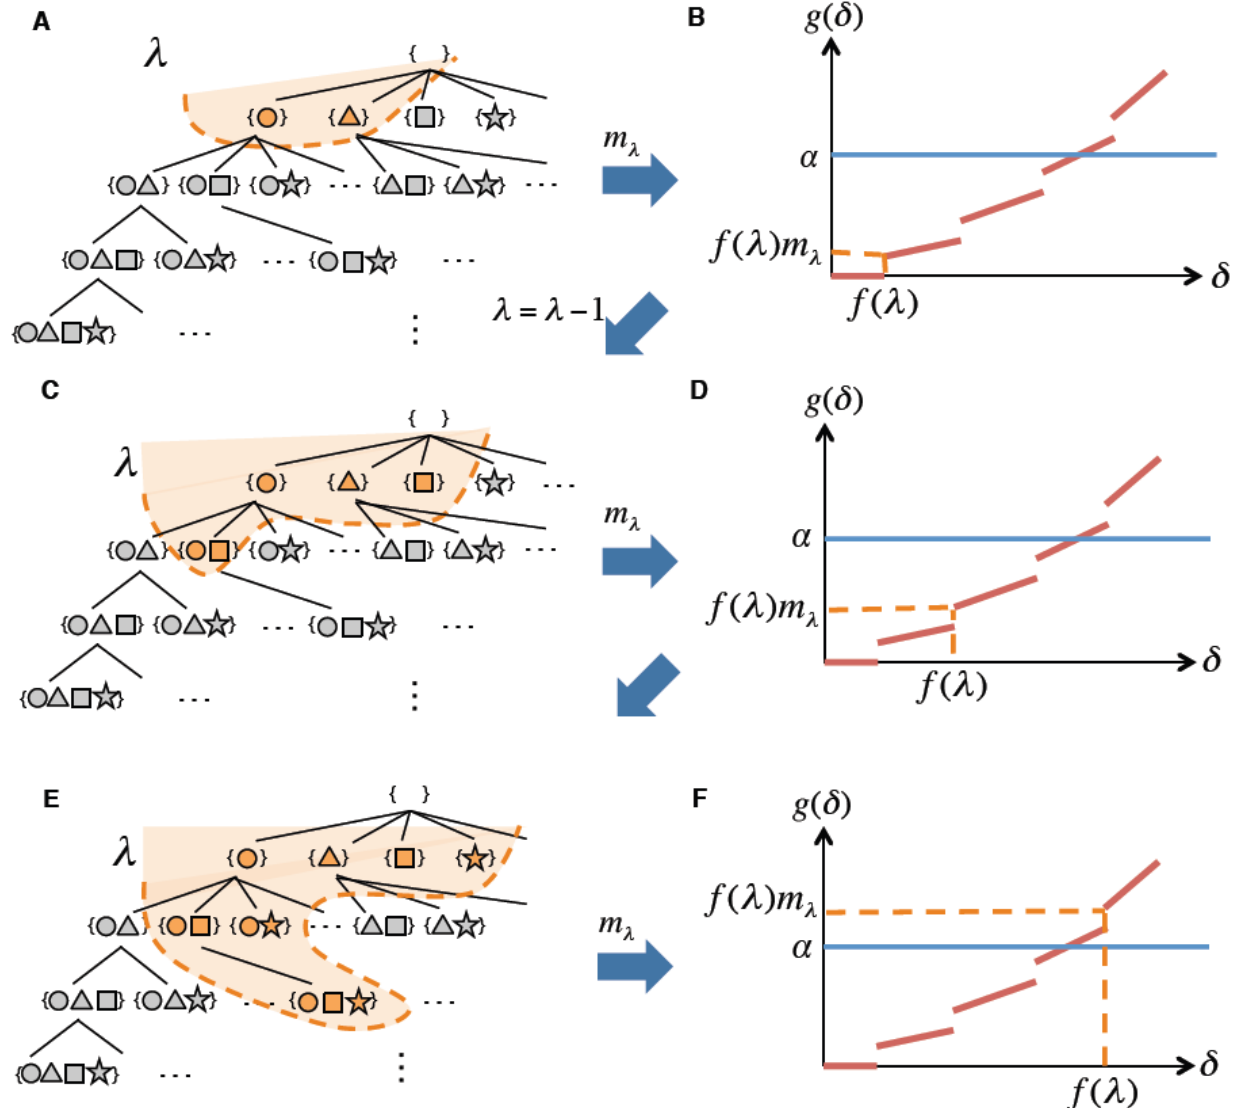 A
λ
{ }
{ } { } { } { }
{ } { } { } ··· { } { } ···
{ } { } ··· { } ···
{ } ··· ⋮
m_λ
λ = λ – 1
B
g(δ)
α
f(λ)m_λ
f(λ)
δ
C
λ
{ }
{ } { } { } { } ···
{ } { } { } ··· { } { } ···
{ } { } ··· { } ···
{ } ··· ⋮
m_λ
D
g(δ)
α
f(λ)m_λ
f(λ)
δ
E
λ
{ }
{ } { } { } { }
{ } { } { } ··· { } { }
{ } { } ··· { } ···
{ } ··· ⋮
m_λ
F
g(δ)
f(λ)m_λ
α
δ
f(λ)